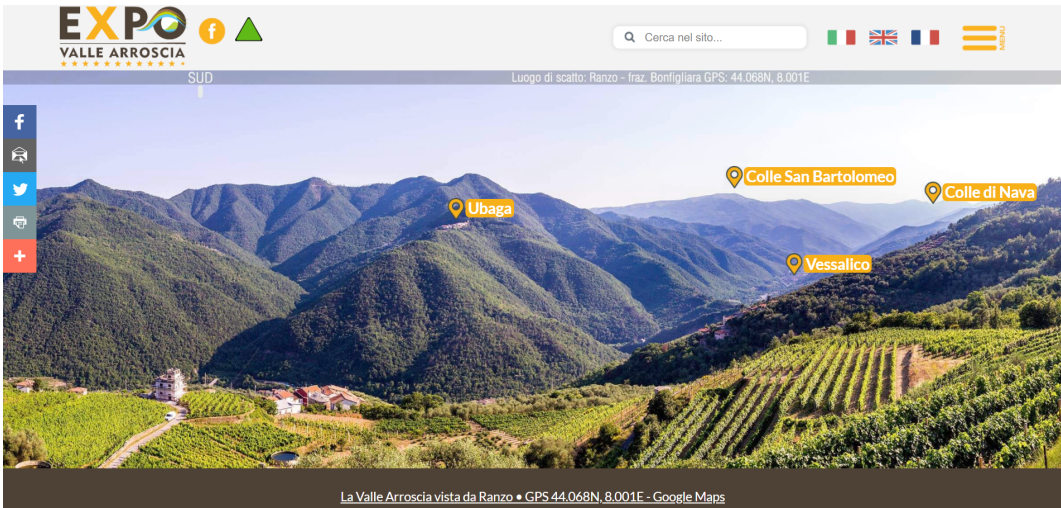 EXPO
VALLE ARROSCIA
f
Cerca nel sito...
MENU
SUD
Luogo di scatto: Ranzo - fraz. Bonfigliara GPS: 44.068N, 8.001E
f
Colle San Bartolomeo
Colle di Nava
Ubaga
Vessalico
La Valle Arroscia vista da Ranzo • GPS 44.068N, 8.001E - Google Maps